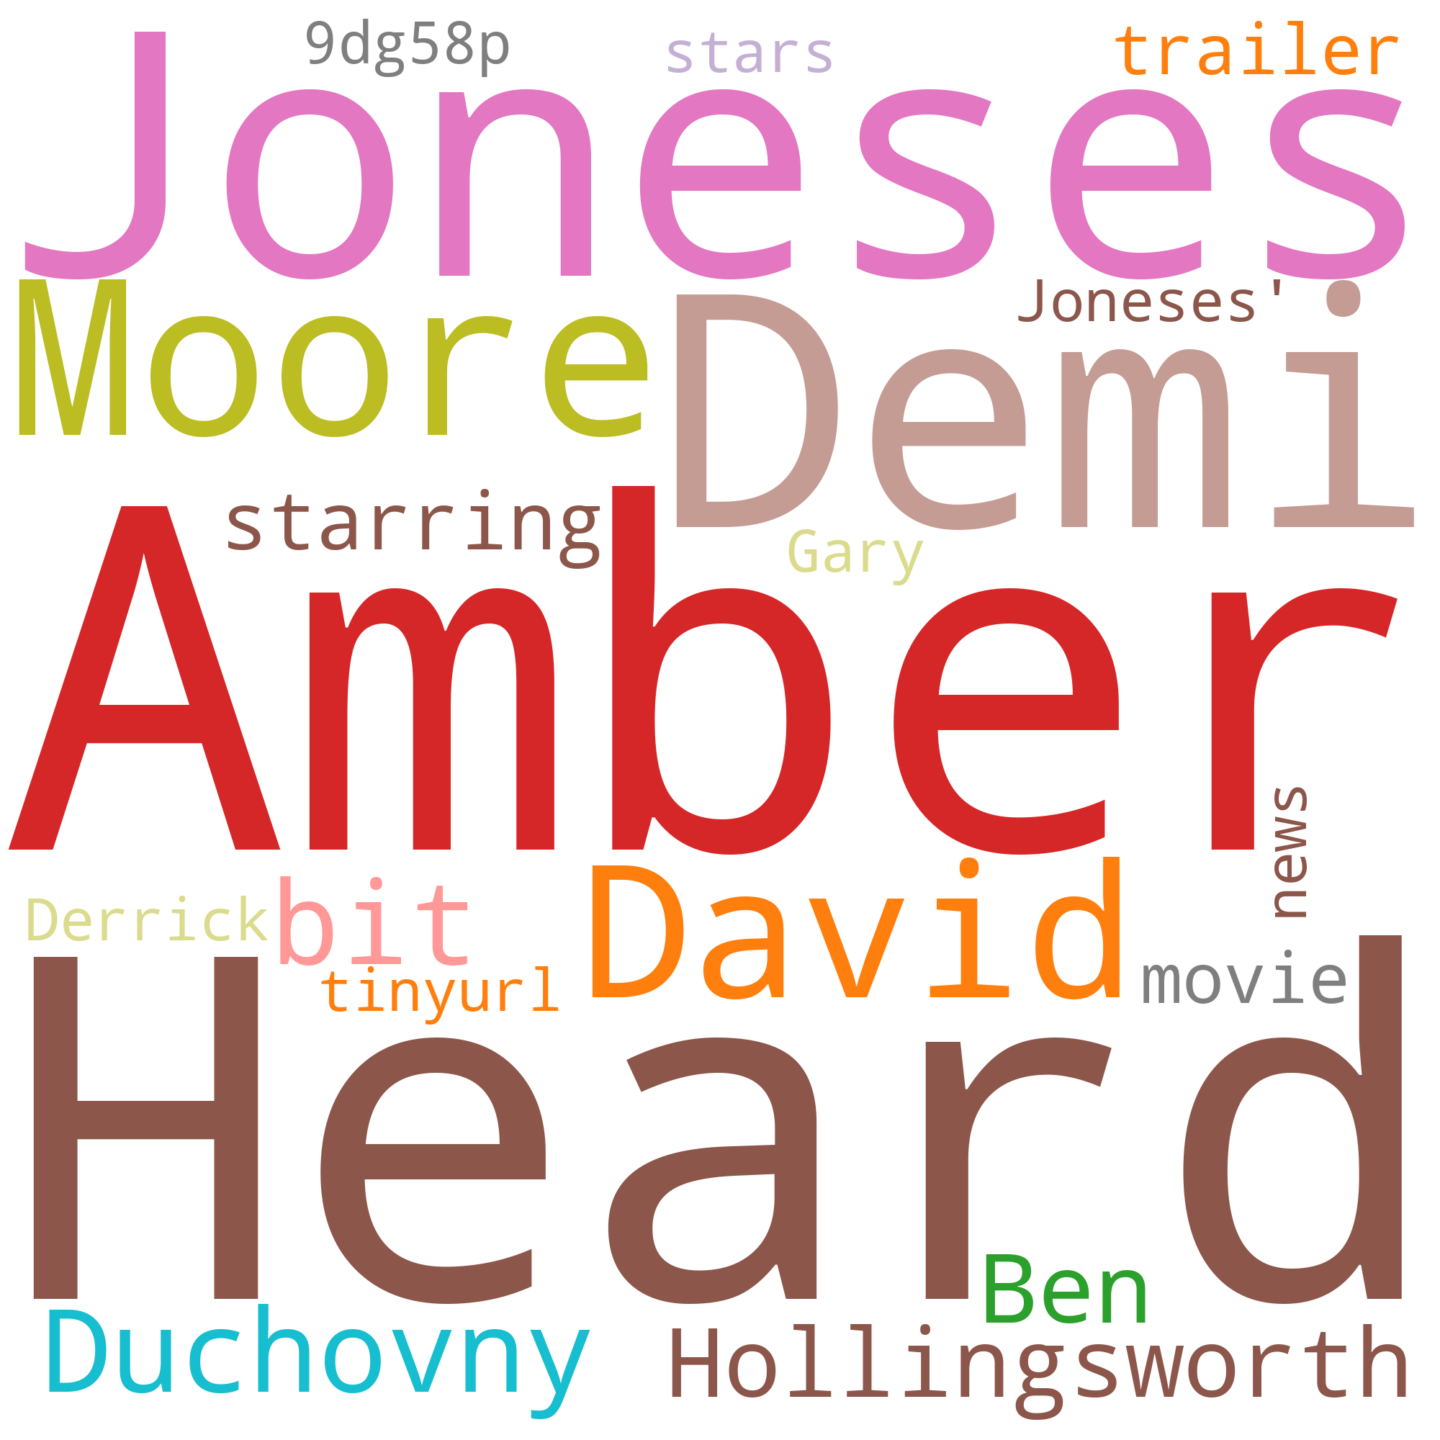 9dg58p stars trailer
Joneses
Moore Demi Joneses'
starring Gary
Amber
news
Derrick bit David
tinyurl movie
Heard
Ben
Duchovny Hollingsworth